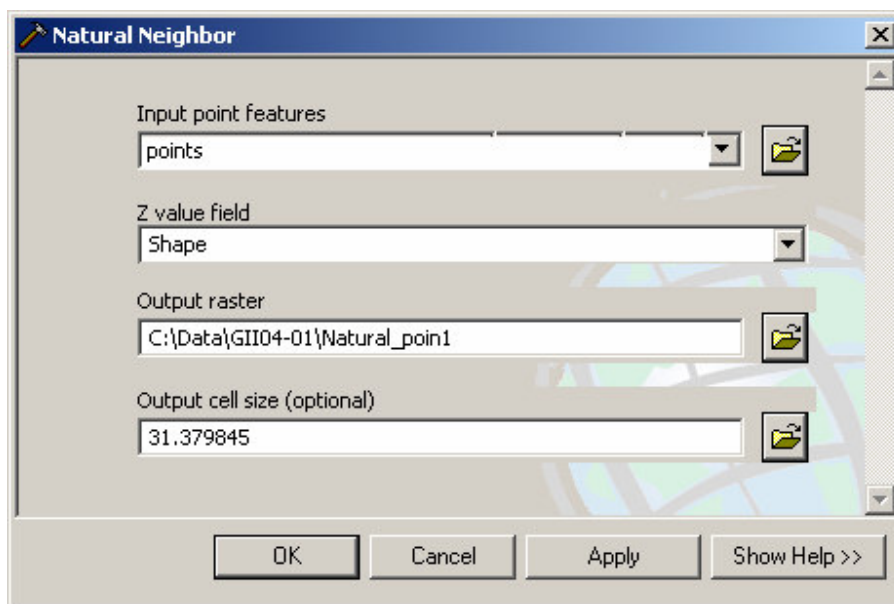 Natural Neighbor
Input point features
points
Z value field
Shape
Output raster
C:\Data\GII04-01\Natural_poin1
Output cell size (optional)
31.379845
OK Cancel Apply Show Help >>